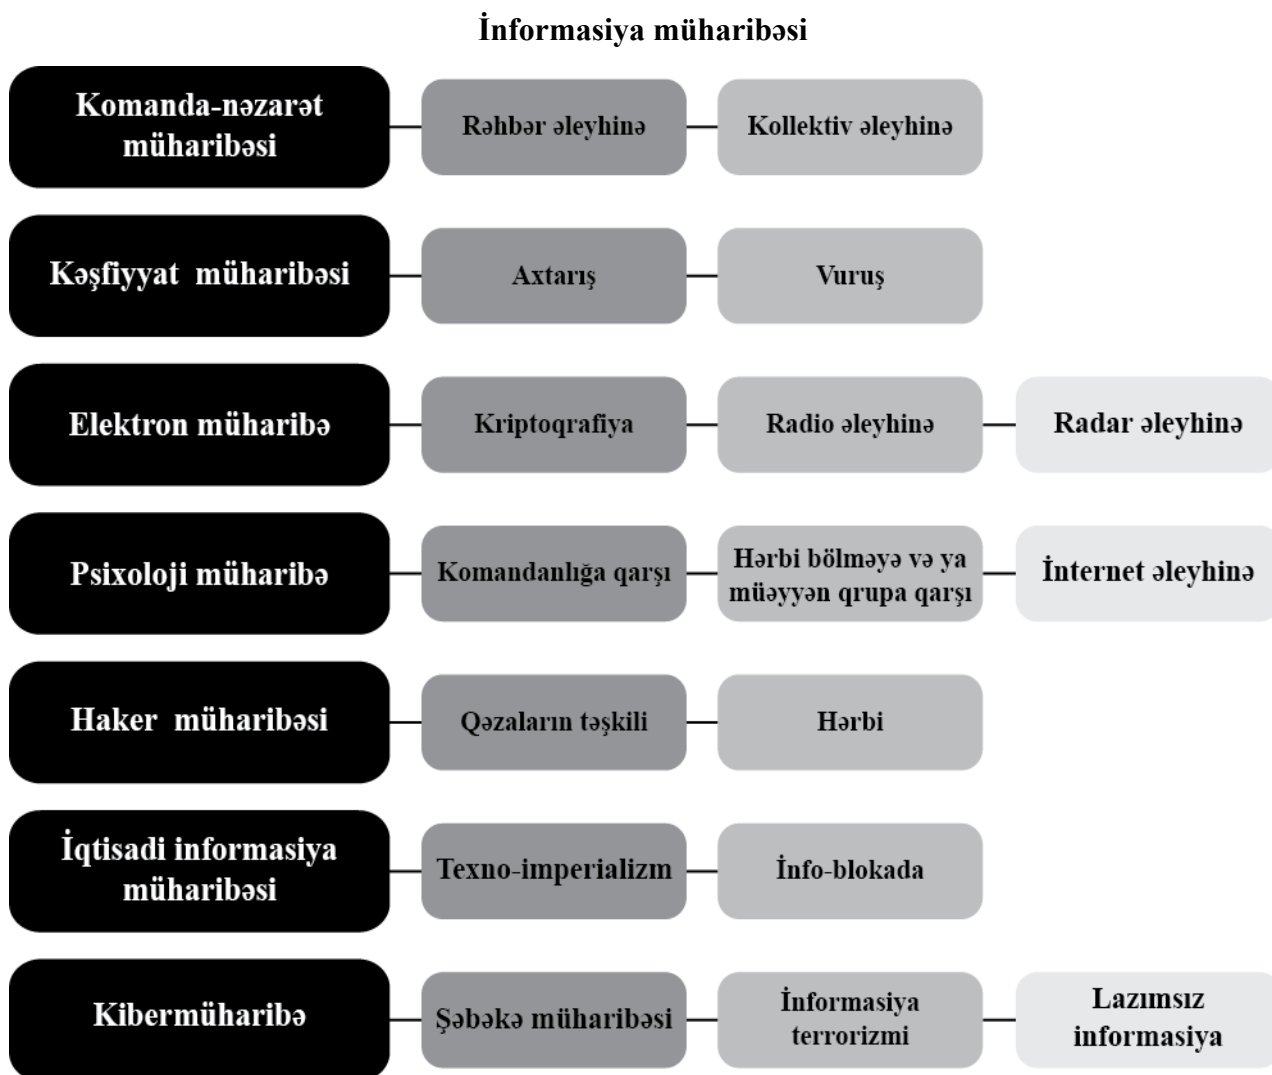 İnformasiya müharibəsi
Komanda-nəzarət
müharibəsi
Rəhbər əleyhinə
Kollektiv əleyhinə
Kəşfiyyat müharibəsi
Axtarış
Vuruş
Elektron müharibə
Kriptoqrafiya
Radio əleyhinə
Radar əleyhinə
Psixoloji müharibə
Komandanlığa qarşı
Hərbi bölməyə və ya
müəyyən qrupa qarşı
İnternet əleyhinə
Haker müharibəsi
Qəzaların təşkili
Hərbi
İqtisadi informasiya
müharibəsi
Texno-imperializm
İnfo-blokada
Kibermüharibə
Şəbəkə müharibəsi
İnformasiya
terrorizmi
Lazımsız
informasiya